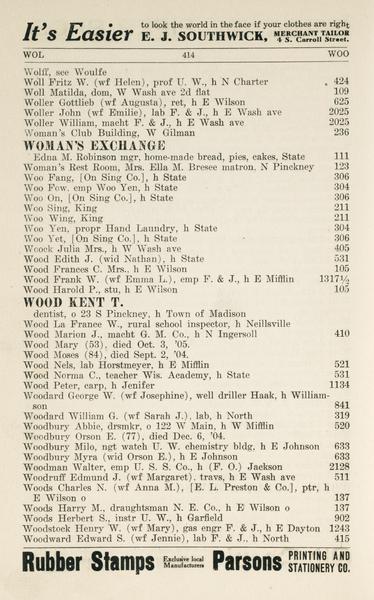 It's Easier to look the world in the face if your clothes are right
E. J. SOUTHWICK, MERCHANT TAILOR
4 S. Carroll Street.
WOL 414 WOO
Wolff, see Woulfe
Woll Fritz W. (wf Helen), prof U. W., h N Charter 424
Woll Matilda, dom, W Wash ave 2d flat 109
Woller Gottlieb (wf Augusta), ret, h E Wilson 625
Woller John (wf Emilie), lab F. & J., h E Wash ave 2025
Woller William, macht F. & J., h E Wash ave 2025
Woman's Club Building, W Gilman 236
WOMAN'S EXCHANGE
Edna M. Robinson mgr, home-made bread, pies, cakes, State 111
Woman's Rest Room, Mrs. Ella M. Bresee matron, N Pinckney 123
Woo Fang, [On Sing Co.], h State 306
Woo Fow, emp Woo Yen, h State 304
Woo On, [On Sing Co.], h State 306
Woo Sing, King 211
Woo Wing, King 211
Woo Yen, propr Hand Laundry, h State 304
Woo Yet, [On Sing Co.], h State 306
Wood Julia Mrs., h W Wash ave 405
Wood Edith J. (wid Nathan), h State 531
Wood Frances C. Mrs., h E Wilson 105
Wood Frank W. (wf Emma L.), emp F. & J., h E Mifflin 1317½
Wood Harold P., stu, h E Wilson 105
WOOD KENT T.
dentist, o 23 S Pinckney, h Town of Madison
Wood La France W., rural school inspector, h Neillsville
Wood Marion J., macht G. M. Co., h N Ingersoll 410
Wood Mary (53), died Oct. 3, '05.
Wood Moses (84), died Sept. 2, '04.
Wood Nels, lab Horstmeyer, h E Mifflin 521
Wood Norma C., teacher Wis. Academy, h State 531
Wood Peter, carp, h Jenifer 1134
Woodard George W. (wf Josephine), well driller Haak, h William-
son 841
Woodard William G. (wf Sarah J.), lab, h North 319
Woodbury Abbie, drsmkr, o 122 W Main, h W Mifflin 520
Woodbury Orson E. (77), died Dec. 6, '04.
Woodbury Milo, ngt watch U. W. chemistry bldg, h E Johnson 633
Woodbury Myra (wid Orson E.), h E Johnson 633
Woodman Walter, emp U. S. S. Co., h (F. O.) Jackson 2128
Woodruff Edmund J. (wf Margaret), travs, h E Wash ave 511
Woods Charles N. (wf Anna M.), [E. L. Preston & Co.], ptr, h
E Wilson o 137
Woods Harry M., draughtsman N. E. Co., h E Wilson o 137
Woods Herbert S., instr U. W., h Garfield 902
Woodstock Henry W. (wf Mary), gas engr F. & J., h E Dayton 1243
Woodward Edward S. (wf Jennie), lab F. & J., h North 415
Rubber Stamps Exclusive local
Manufacturers Parsons PRINTING AND
STATIONERY CO.